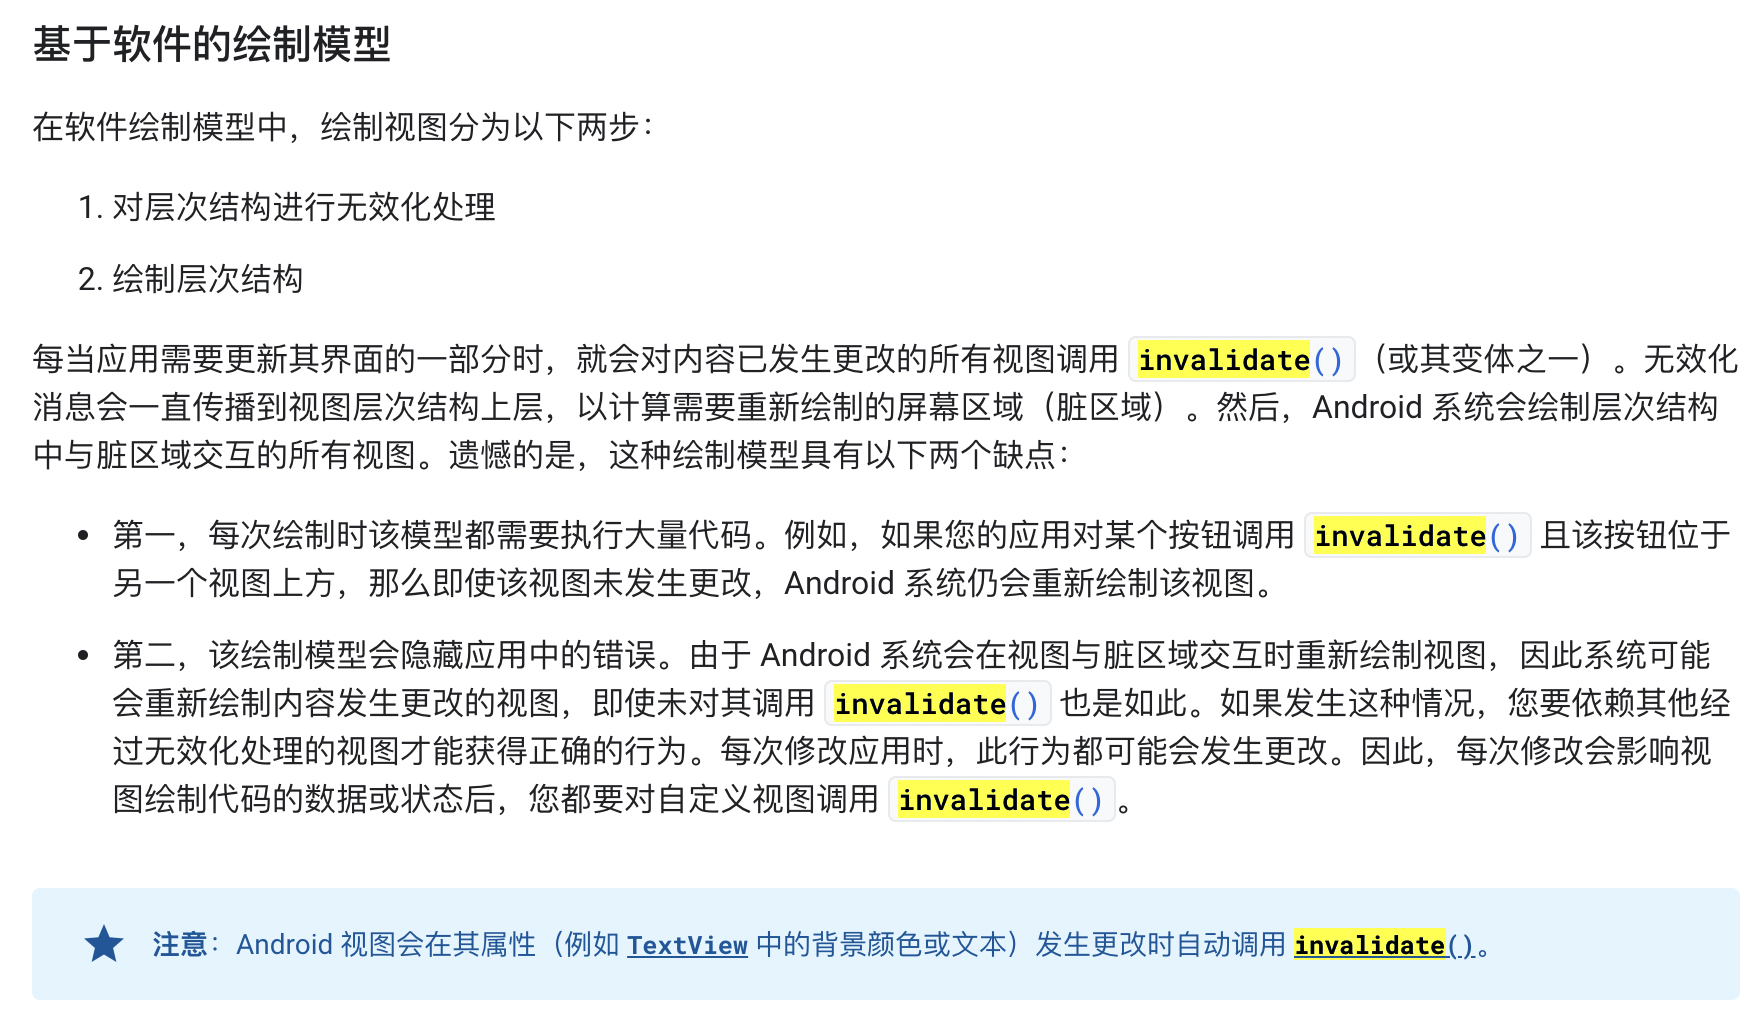 基于软件的绘制模型
在软件绘制模型中，绘制视图分为以下两步：
1. 对层次结构进行无效化处理
2. 绘制层次结构
每当应用需要更新其界面的一部分时，就会对内容已发生更改的所有视图调用 invalidate()（或其变体之一）。无效化
消息会一直传播到视图层次结构上层，以计算需要重新绘制的屏幕区域（脏区域）。然后，Android 系统会绘制层次结构
中与脏区域交互的所有视图。遗憾的是，这种绘制模型具有以下两个缺点：
• 第一，每次绘制时该模型都需要执行大量代码。例如，如果您的应用对某个按钮调用 invalidate() 且该按钮位于
另一个视图上方，那么即使该视图未发生更改，Android 系统仍会重新绘制该视图。
• 第二，该绘制模型会隐藏应用中的错误。由于 Android 系统会在视图与脏区域交互时重新绘制视图，因此系统可能
会重新绘制内容发生更改的视图，即使未对其调用 invalidate() 也是如此。如果发生这种情况，您要依赖其他经
过无效化处理的视图才能获得正确的行为。每次修改应用时，此行为都可能会发生更改。因此，每次修改会影响视
图绘制代码的数据或状态后，您都要对自定义视图调用 invalidate()。
注意：Android 视图会在其属性（例如 TextView 中的背景颜色或文本）发生更改时自动调用 invalidate()。